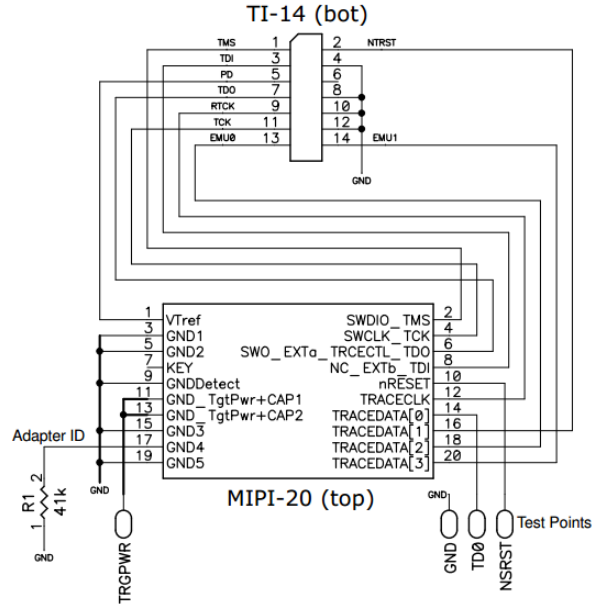 TI-14 (bot)
TMS 1 2 NTRST
TDI 3 4
PD 5 6
TDO 7 8
RTCK 9 10
TCK 11 12
EMU0 13 14 EMU1
GND
1 VTref SWDIO_TMS 2
3 GND1 SWCLK_TCK 4
5 GND2 SWO_EXTa_TRCECTL_TDO 6
7 KEY NC_EXTb_TDI 8
9 GNDDetect nRESET 10
11 GND_TgtPwr+CAP1 TRACECLK 12
13 GND_TgtPwr+CAP2 TRACEDATA[0] 14
15 GND3 TRACEDATA[1] 16
17 GND4 TRACEDATA[2] 18
19 GND5 TRACEDATA[3] 20
Adapter ID
MIPI-20 (top)
GND
GND
R1
41k
2
1
GND
TRGPWR
GND
TD0
NSRST
Test Points